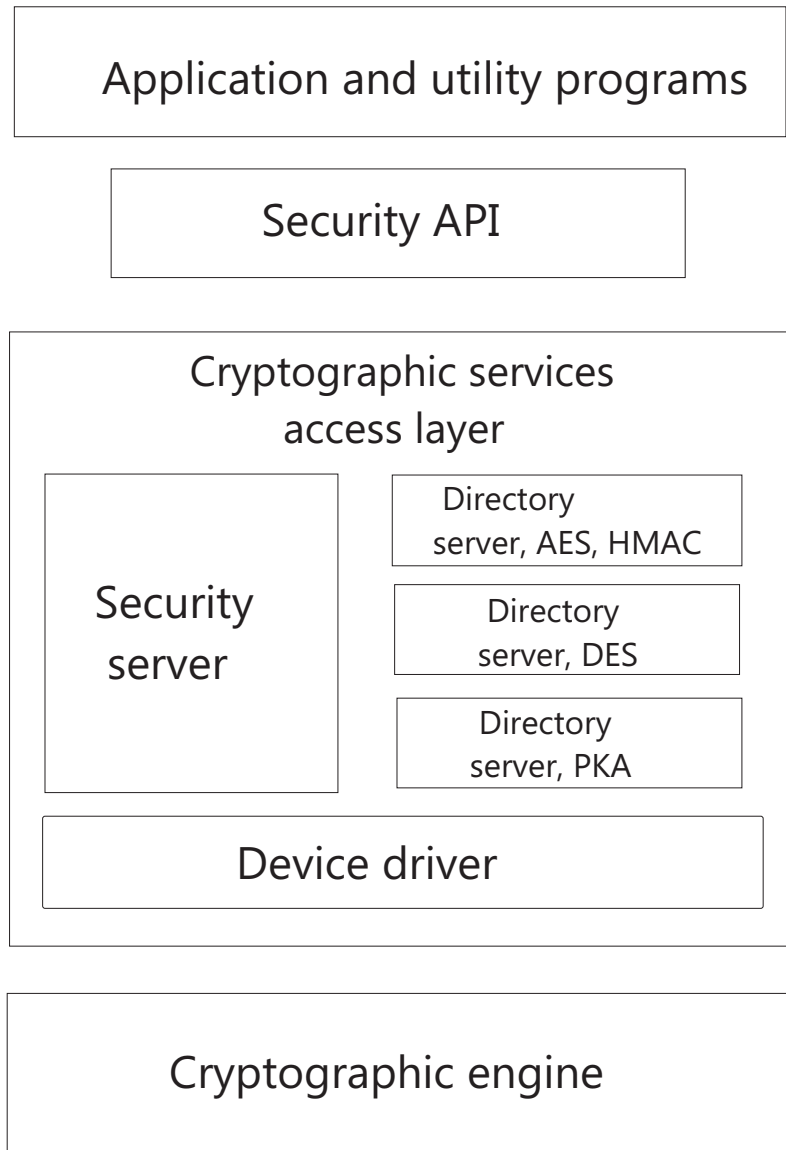 Application and utility programs
Security API
Cryptographic services
access layer
Security
server
Directory
server, AES, HMAC
Directory
server, DES
Directory
server, PKA
Device driver
Cryptographic engine